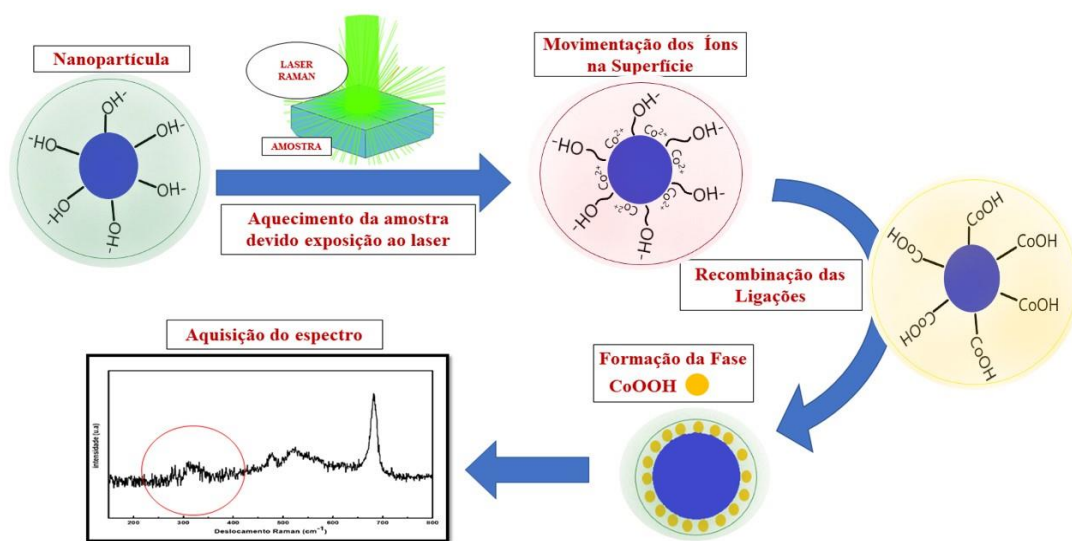 Nanopartícula
OH-
OH-
OH-
OH-
-HO
-HO
LASER
RAMAN
AMOSTRA
Aquecimento da amostra
devido exposição ao laser
Movimentação dos Íons
na Superfície
OH-
OH-
OH-
OH-
-HO
-HO
Co²⁺
Co²⁺
Co²⁺
Co²⁺
Co²⁺
Co²⁺
Co²⁺
Recombinação das
Ligações
CoOH
CoOH
CoOH
CoOH
CoOH
CoOH
Formação da Fase
CoOOH
Aquisição do espectro
intensidade (u.a)
200 300 400 500 600 700 800
Deslocamento Raman (cm⁻¹)